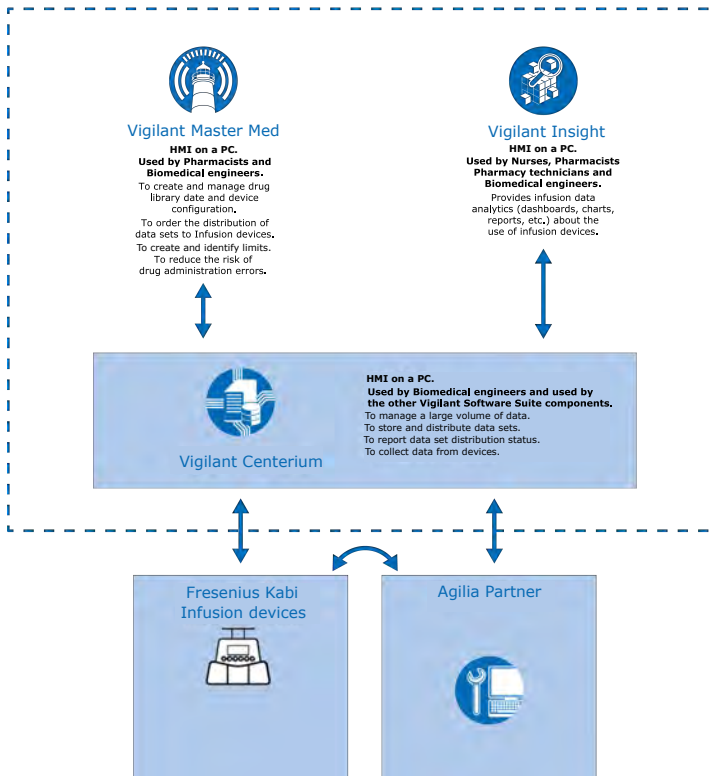 Vigilant Master Med
HMI on a PC.
Used by Pharmacists and
Biomedical engineers.
To create and manage drug
library date and device
configuration.
To order the distribution of
data sets to Infusion devices.
To create and identify limits.
To reduce the risk of
drug administration errors.
Vigilant Insight
HMI on a PC.
Used by Nurses, Pharmacists
Pharmacy technicians and
Biomedical engineers.
Provides infusion data
analytics (dashboards, charts,
reports, etc.) about the
use of infusion devices.
Vigilant Centerium
HMI on a PC.
Used by Biomedical engineers and used by
the other Vigilant Software Suite components.
To manage a large volume of data.
To store and distribute data sets.
To report data set distribution status.
To collect data from devices.
Fresenius Kabi
Infusion devices
Agilia Partner